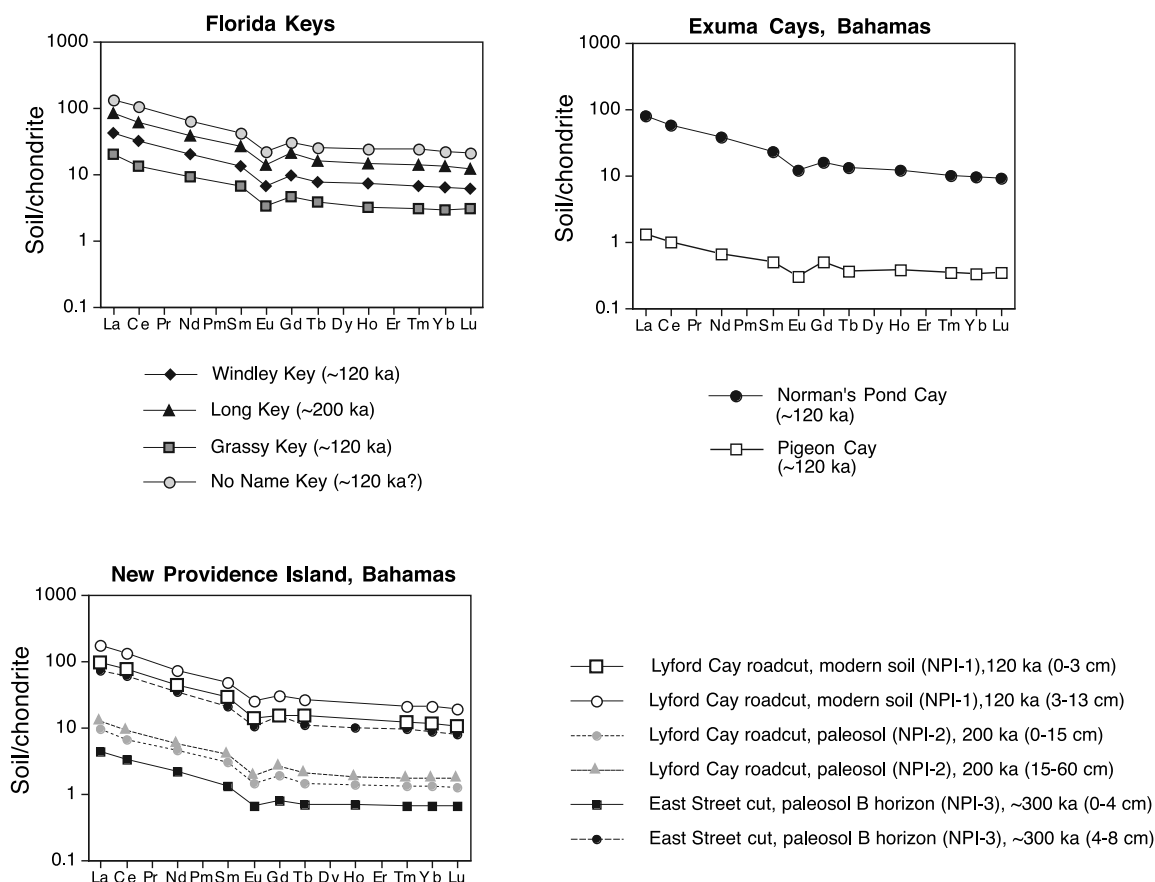 Florida Keys
Soil/chondrite
1000
100
10
1
0.1
La Ce Pr Nd Pm Sm Eu Gd Tb Dy Ho Er Tm Yb Lu
Windley Key (~120 ka)
Long Key (~200 ka)
Grassy Key (~120 ka)
No Name Key (~120 ka?)
Exuma Cays, Bahamas
Soil/chondrite
1000
100
10
1
0.1
La Ce Pr Nd Pm Sm Eu Gd Tb Dy Ho Er Tm Yb Lu
Norman's Pond Cay
(~120 ka)
Pigeon Cay
(~120 ka)
New Providence Island, Bahamas
Soil/chondrite
1000
100
10
1
0.1
La Ce Pr Nd Pm Sm Eu Gd Tb Dy Ho Er Tm Yb Lu
Lyford Cay roadcut, modern soil (NPI-1),120 ka (0-3 cm)
Lyford Cay roadcut, modern soil (NPI-1),120 ka (3-13 cm)
Lyford Cay roadcut, paleosol (NPI-2), 200 ka (0-15 cm)
Lyford Cay roadcut, paleosol (NPI-2), 200 ka (15-60 cm)
East Street cut, paleosol B horizon (NPI-3), ~300 ka (0-4 cm)
East Street cut, paleosol B horizon (NPI-3), ~300 ka (4-8 cm)